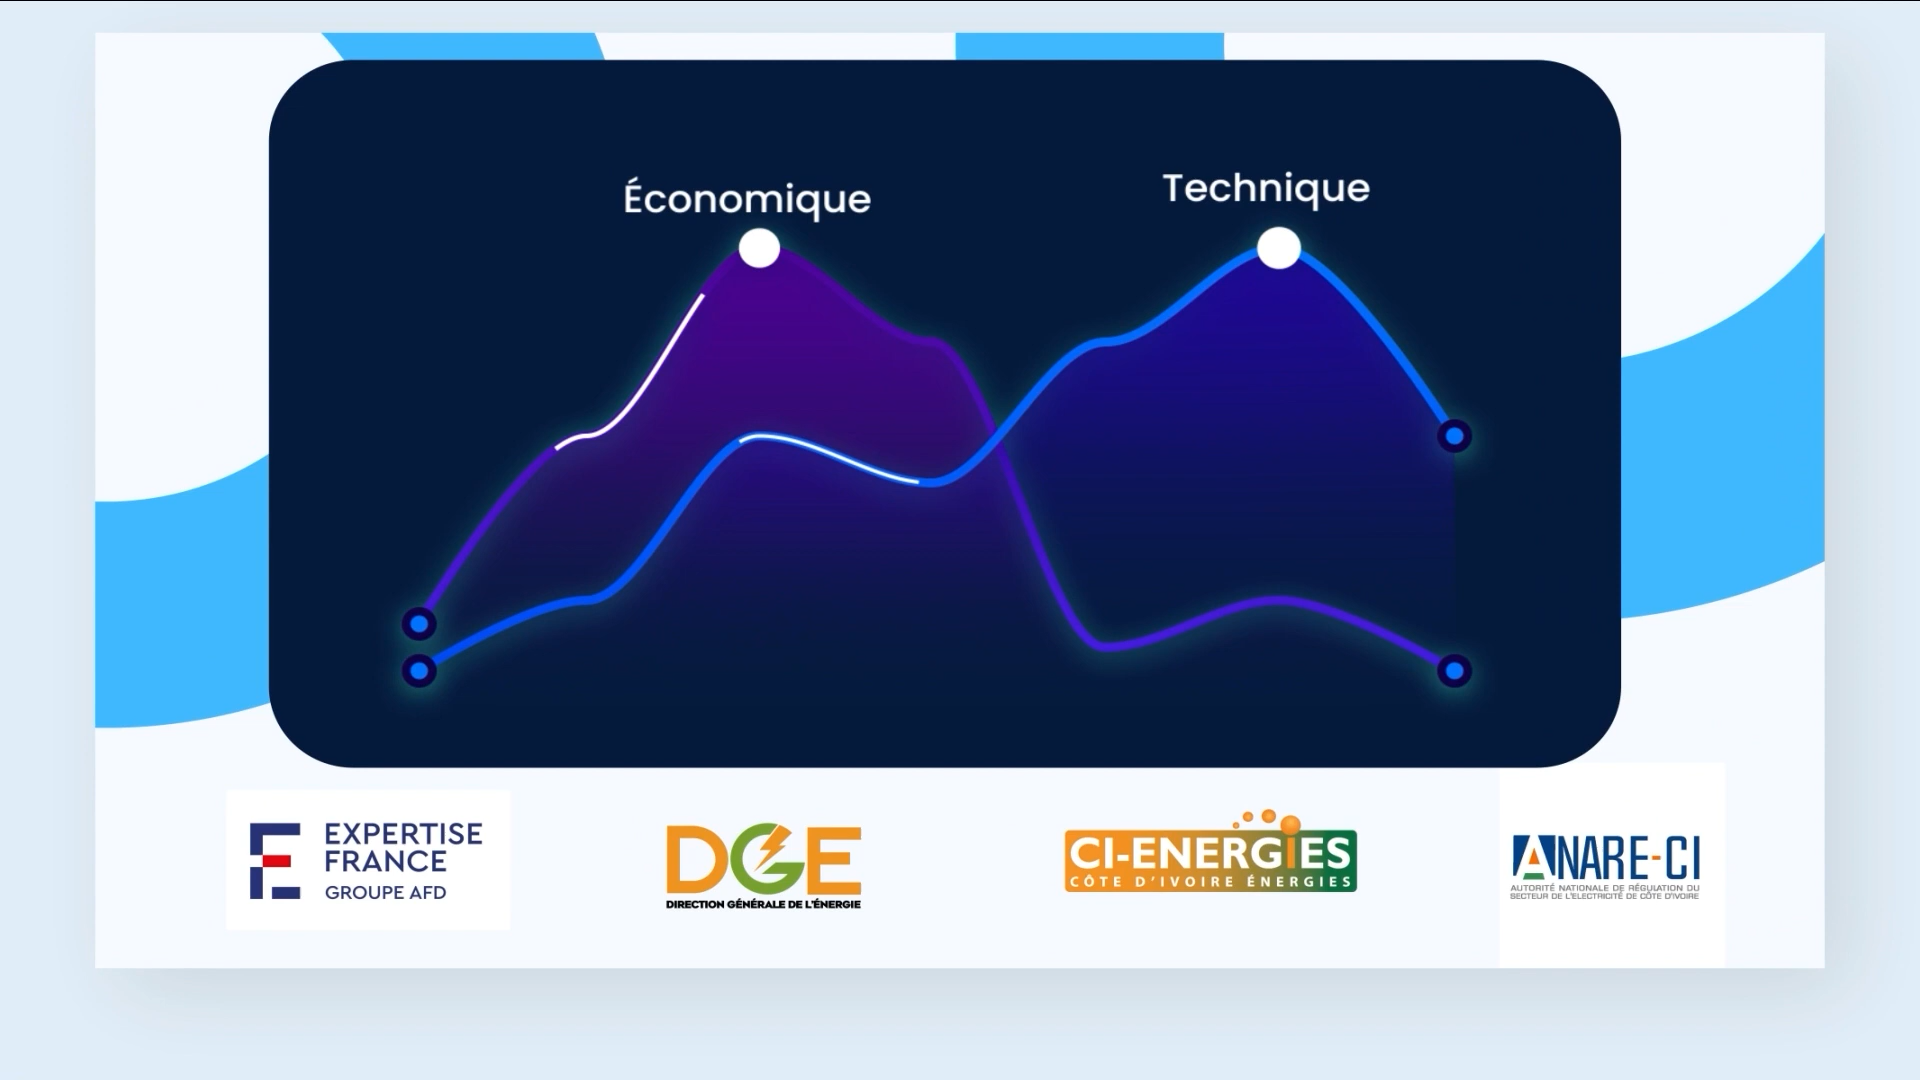 Économique
Technique
EXPERTISE
FRANCE
GROUPE AFD
DGE
DIRECTION GÉNÉRALE DE L'ÉNERGIE
CI-ENERGIES
CÔTE D'IVOIRE ÉNERGIES
ANARE-CI
AUTORITÉ NATIONALE DE RÉGULATION DU
SECTEUR DE L'ELECTRICITÉ DE CÔTE D'IVOIRE